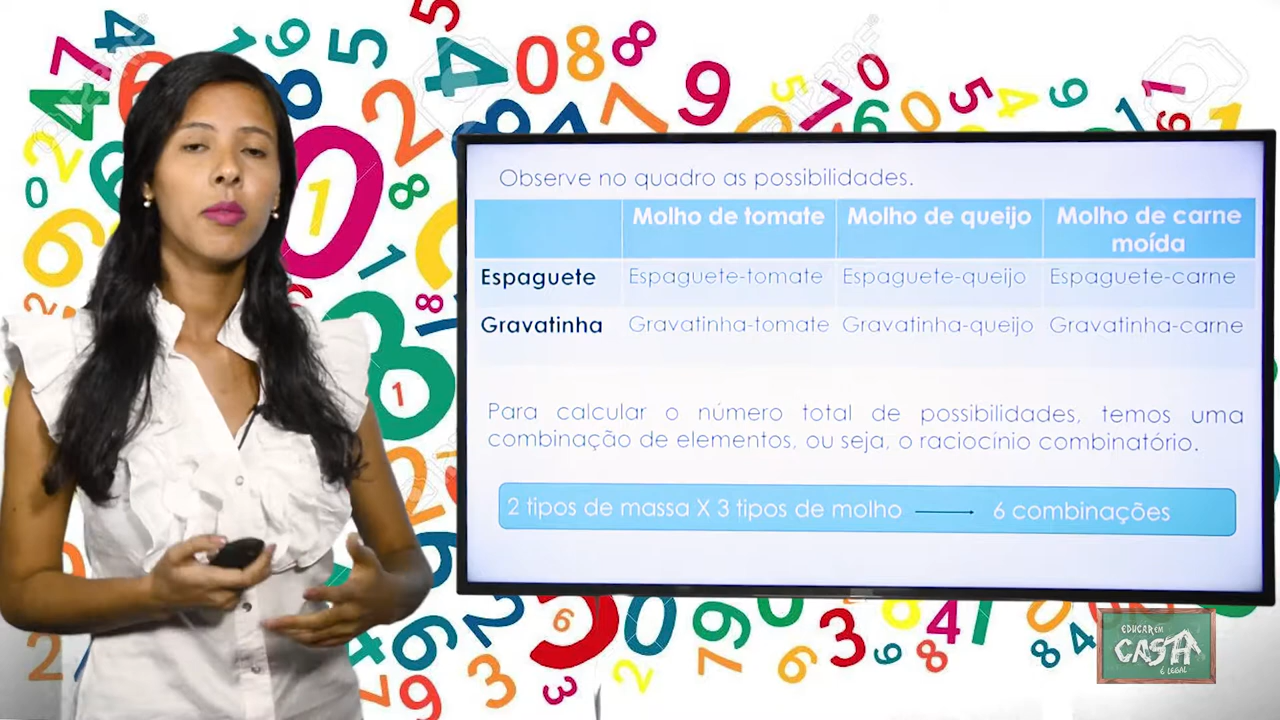 Observe no quadro as possibilidades.
Molho de tomate Molho de queijo Molho de carne moída
Espaguete Espaguete-tomate Espaguete-queijo Espaguete-carne
Gravatinha Gravatinha-tomate Gravatinha-queijo Gravatinha-carne
Para calcular o número total de possibilidades, temos uma
combinação de elementos, ou seja, o raciocínio combinatório.
2 tipos de massa X 3 tipos de molho → 6 combinações
EDUCAR EM
CASA
É LEGAL